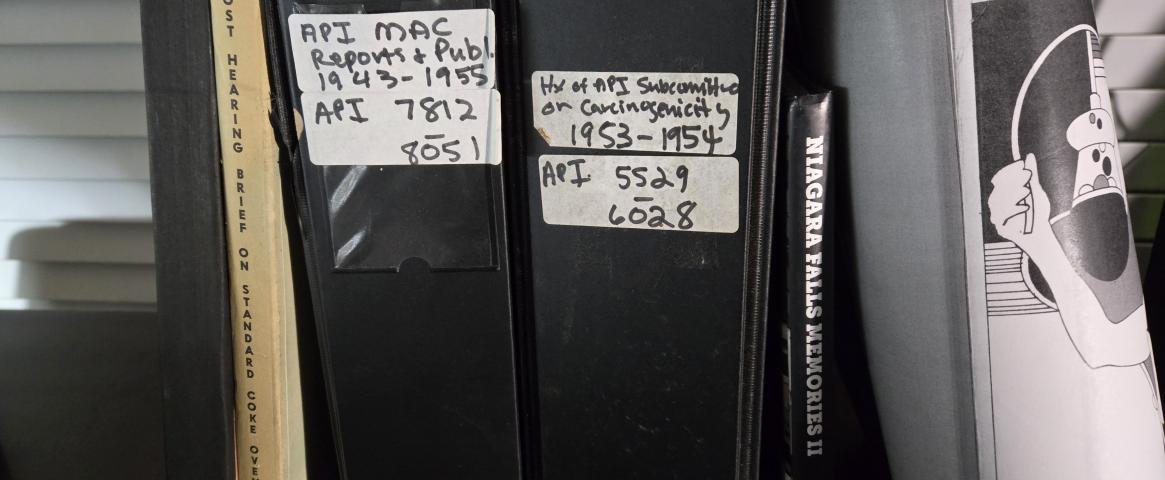 OST HEARING BRIEF ON STANDARD COKE OVE
API MAC
Reports & Publ.
1943-1955
API 7812
-
8051
Hx of API Subcommittee
on Carcinogenicity
1953-1954
API 5529
-
6028
NIAGARA FALLS MEMORIES II